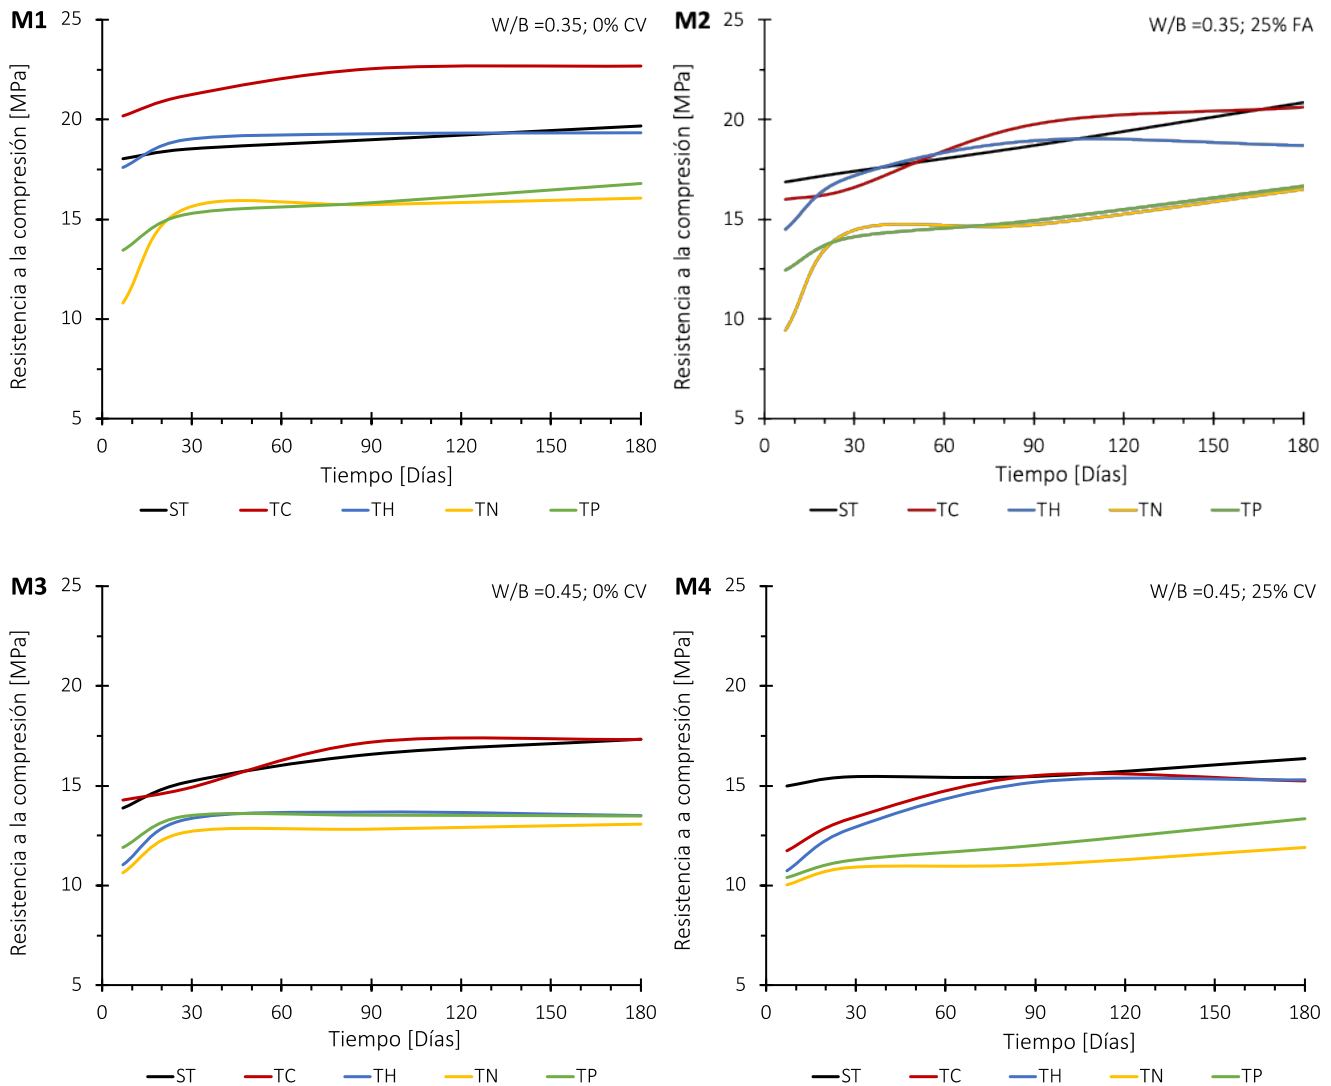 M1
W/B =0.35; 0% CV
Resistencia a la compresión [MPa]
25
20
15
10
5
0 30 60 90 120 150 180
Tiempo [Días]
ST TC TH TN TP
M2
W/B =0.35; 25% FA
Resistencia a la compresión [MPa]
25
20
15
10
5
0 30 60 90 120 150 180
Tiempo [Días]
ST TC TH TN TP
M3
W/B =0.45; 0% CV
Resistencia a la compresión [MPa]
25
20
15
10
5
0 30 60 90 120 150 180
Tiempo [Días]
ST TC TH TN TP
M4
W/B =0.45; 25% CV
Resistencia a a compresión [MPa]
25
20
15
10
5
0 30 60 90 120 150 180
Tiempo [Días]
ST TC TH TN TP